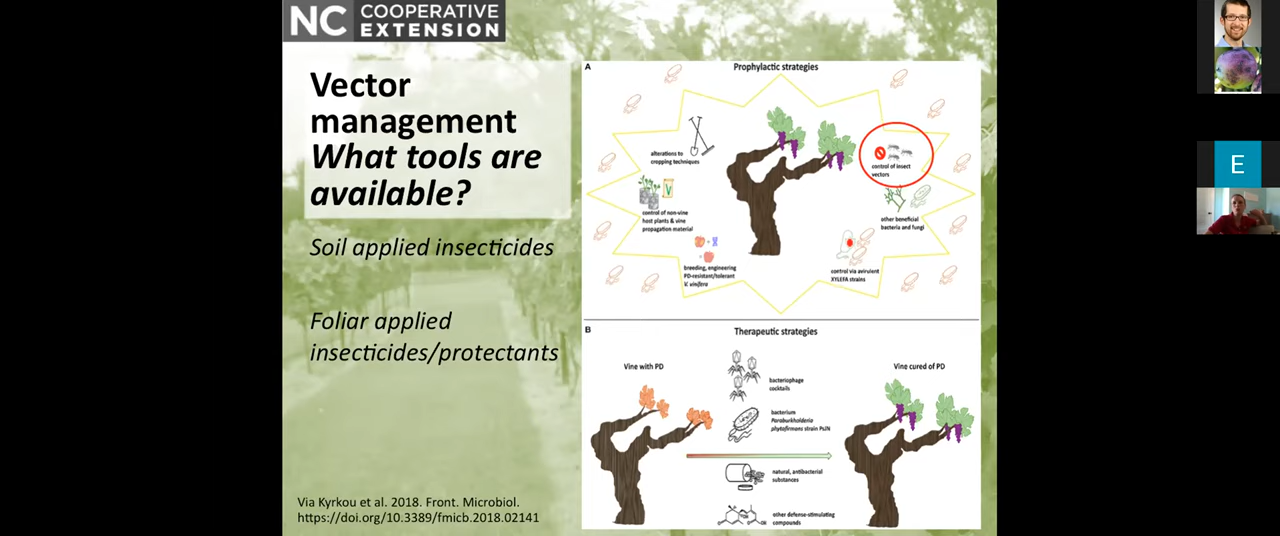 NC COOPERATIVE
EXTENSION
Vector
management
What tools are
available?
Soil applied insecticides
Foliar applied
insecticides/protectants
Via Kyrkou et al. 2018. Front. Microbiol.
https://doi.org/10.3389/fmicb.2018.02141
A
Prophylactic strategies
alterations to
cropping techniques
control of insect
vectors
V
control of non-vine
host plants & vine
propagation material
other beneficial
bacteria and fungi
breeding, engineering
PD-resistant/tolerant
V. vinifera
control via avirulent
XYLEFA strains
B
Therapeutic strategies
Vine with PD
Vine cured of PD
bacteriophage
cocktails
bacterium
Paraburkholderia
phytofirmans strain PsJN
natural, antibacterial
substances
other defense-stimulating
compounds
E